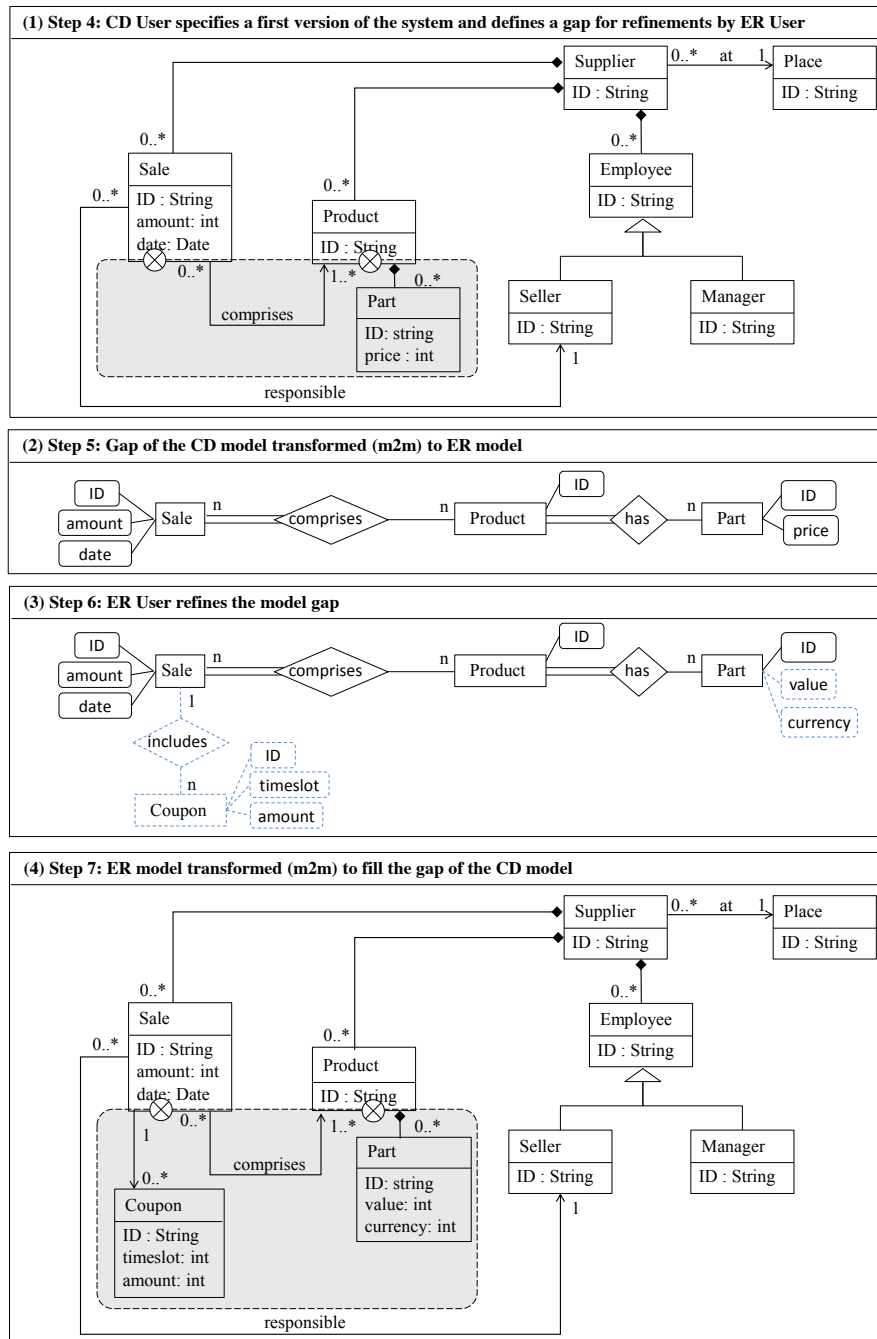 (1) Step 4: CD User specifies a first version of the system and defines a gap for refinements by ER User
Supplier
ID : String
0..* at 1
Place
ID : String
0..*
0..*
Sale
ID : String
amount: int
date: Date
0..*
0..*
Product
ID : String
Employee
ID : String
0..*
1..*
0..*
comprises
Part
ID: string
price : int
Seller
ID : String
Manager
ID : String
1
responsible
(2) Step 5: Gap of the CD model transformed (m2m) to ER model
ID
amount
date
Sale
n
comprises
n
Product
ID
has
n
Part
ID
price
(3) Step 6: ER User refines the model gap
ID
amount
date
Sale
n
comprises
n
Product
ID
has
n
Part
ID
value
currency
1
includes
n
Coupon
ID
timeslot
amount
(4) Step 7: ER model transformed (m2m) to fill the gap of the CD model
Supplier
ID : String
0..* at 1
Place
ID : String
0..*
0..*
Sale
ID : String
amount: int
date: Date
0..*
0..*
Product
ID : String
Employee
ID : String
1
0..*
1..*
0..*
comprises
Part
ID: string
value: int
currency: int
0..*
Coupon
ID : String
timeslot: int
amount: int
Seller
ID : String
Manager
ID : String
1
responsible